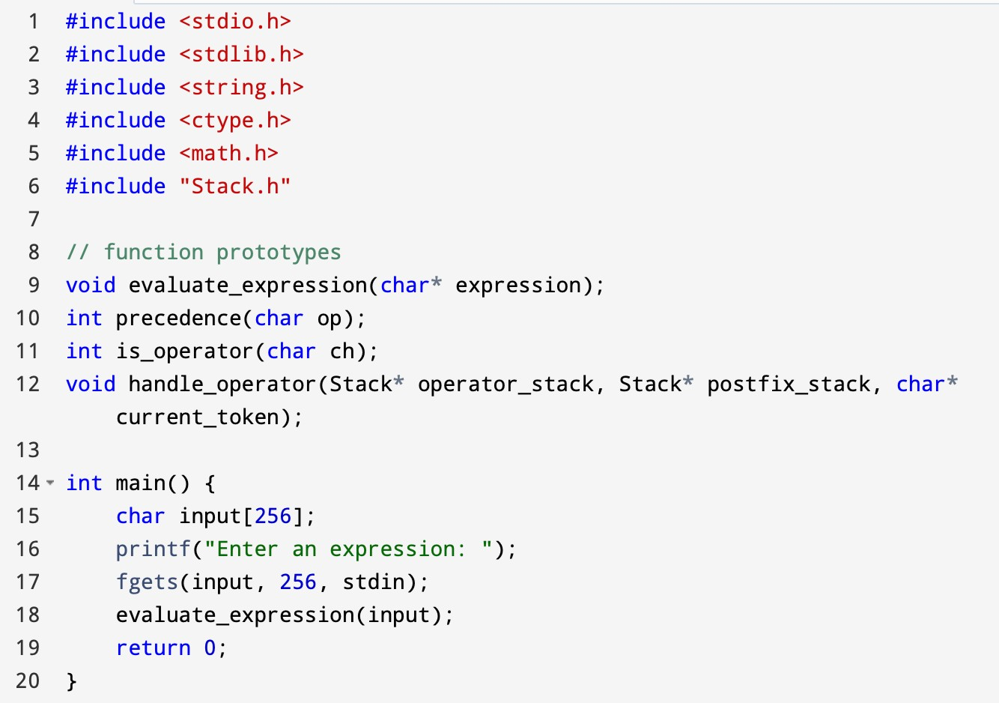 1 #include <stdio.h>
2 #include <stdlib.h>
3 #include <string.h>
4 #include <ctype.h>
5 #include <math.h>
6 #include "Stack.h"
7
8 // function prototypes
9 void evaluate_expression(char* expression);
10 int precedence(char op);
11 int is_operator(char ch);
12 void handle_operator(Stack* operator_stack, Stack* postfix_stack, char*
current_token);
13
14 int main() {
15 char input[256];
16 printf("Enter an expression: ");
17 fgets(input, 256, stdin);
18 evaluate_expression(input);
19 return 0;
20 }